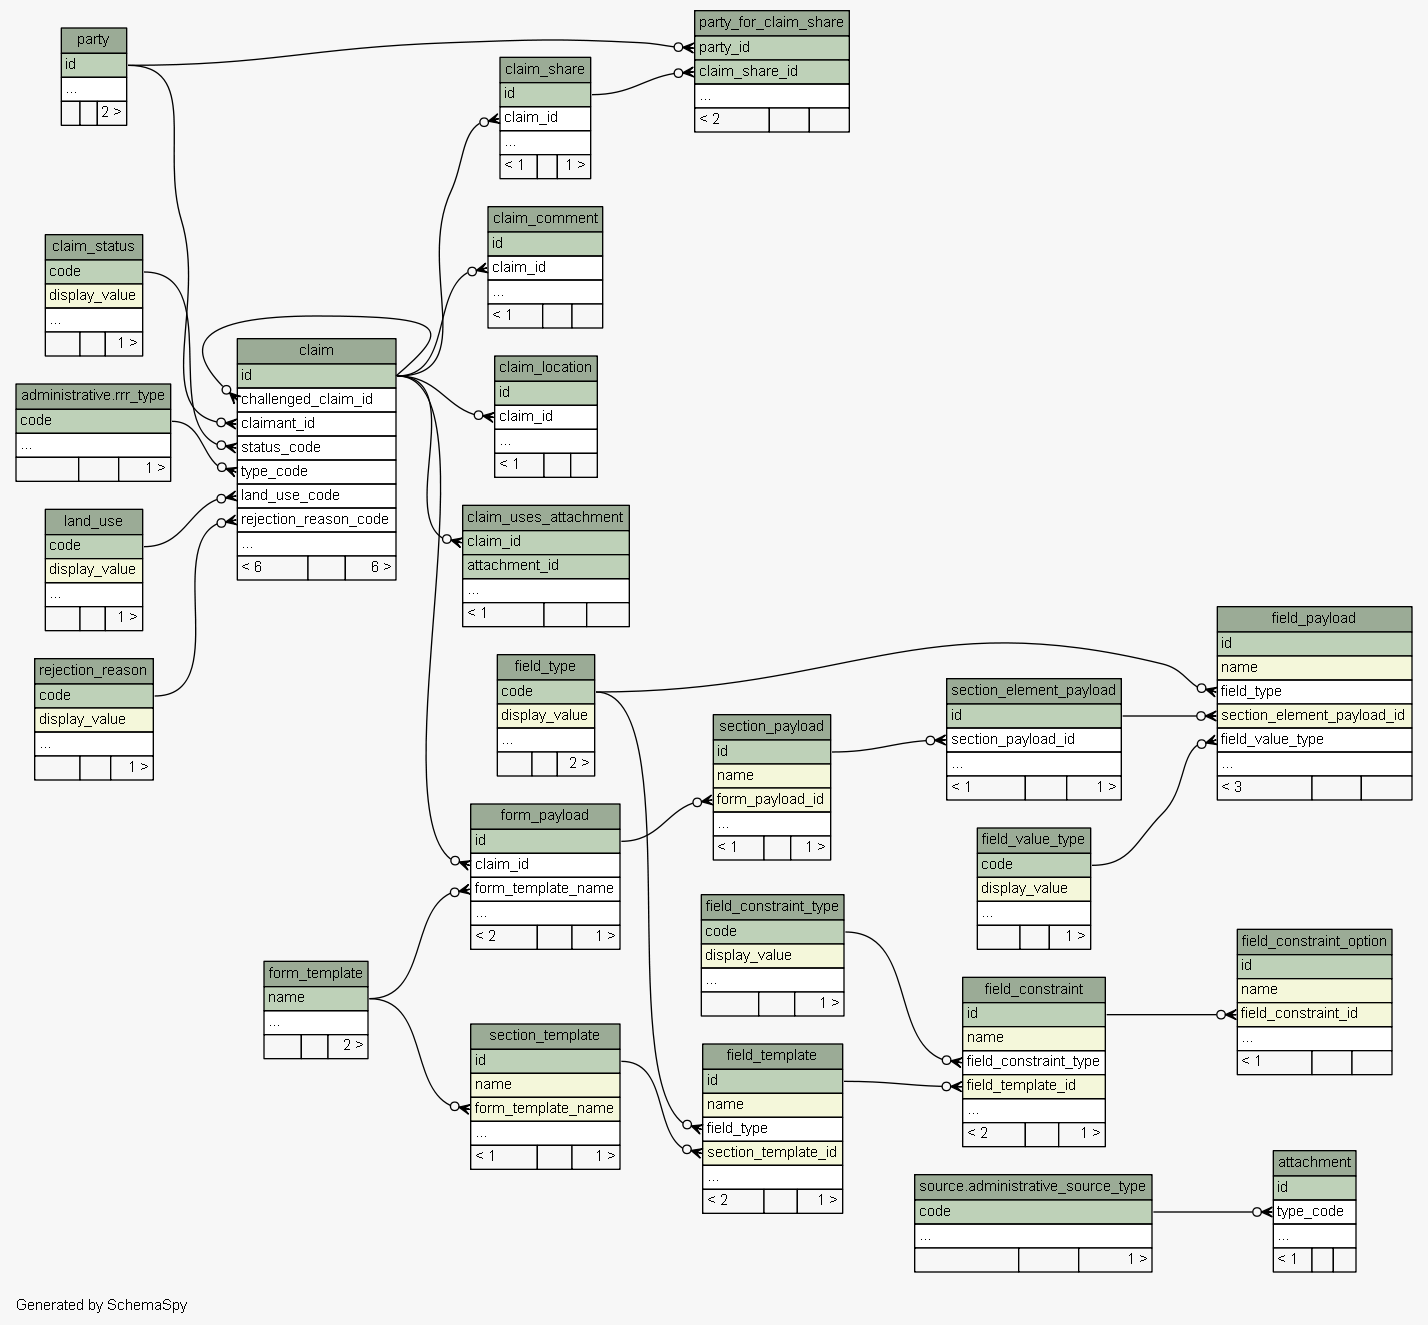 party
id
...
2 >
party_for_claim_share
party_id
claim_share_id
...
< 2
claim_share
id
claim_id
...
< 1 1 >
claim_comment
id
claim_id
...
< 1
claim_status
code
display_value
...
1 >
claim
id
challenged_claim_id
claimant_id
status_code
type_code
land_use_code
rejection_reason_code
...
< 6 6 >
claim_location
id
claim_id
...
< 1
administrative.rrr_type
code
...
1 >
land_use
code
display_value
...
1 >
claim_uses_attachment
claim_id
attachment_id
...
< 1
rejection_reason
code
display_value
...
1 >
field_type
code
display_value
...
2 >
field_payload
id
name
field_type
section_element_payload_id
field_value_type
...
< 3
section_element_payload
id
section_payload_id
...
< 1 1 >
section_payload
id
name
form_payload_id
...
< 1 1 >
form_payload
id
claim_id
form_template_name
...
< 2 1 >
field_value_type
code
display_value
...
1 >
field_constraint_type
code
display_value
...
1 >
field_constraint_option
id
name
field_constraint_id
...
< 1
form_template
name
...
2 >
field_constraint
id
name
field_constraint_type
field_template_id
...
< 2 1 >
section_template
id
name
form_template_name
...
< 1 1 >
field_template
id
name
field_type
section_template_id
...
< 2 1 >
source.administrative_source_type
code
...
1 >
attachment
id
type_code
...
< 1
Generated by SchemaSpy